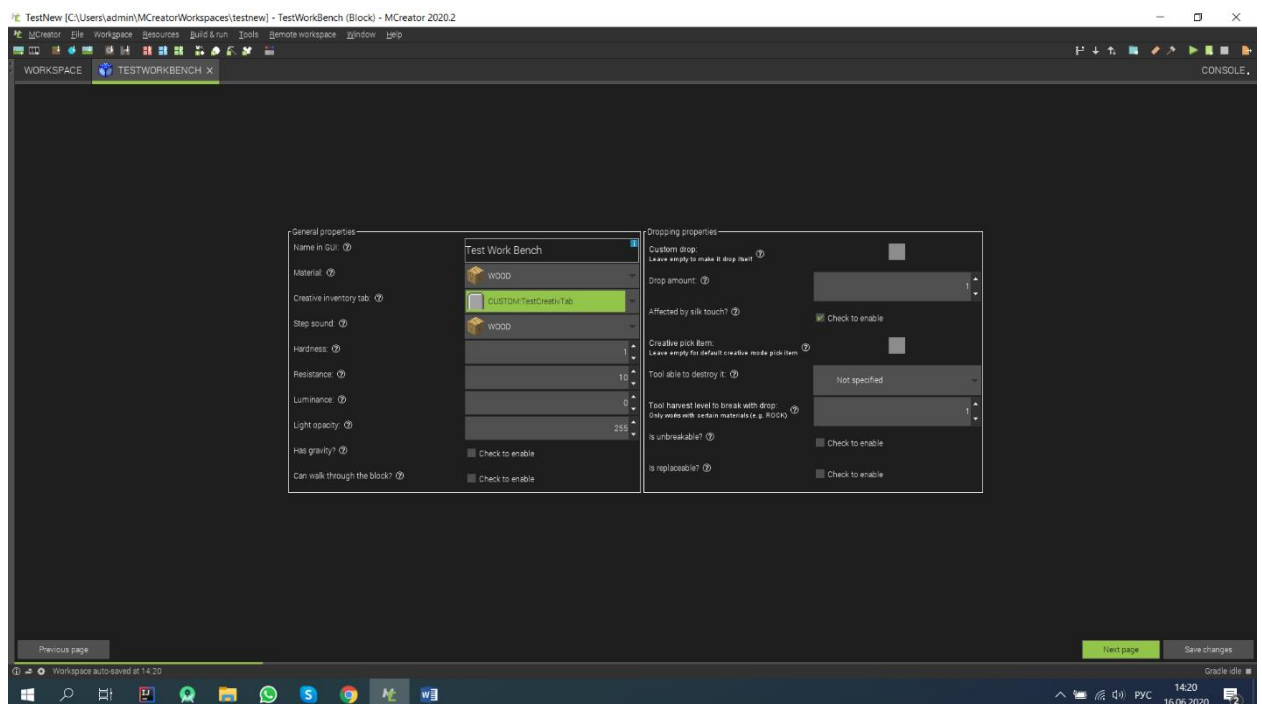 TestNew [C:\Users\admin\MCreatorWorkspaces\testnew] - TestWorkBench (Block) - MCreator 2020.2
MCreator File Workspace Resources Build & run Tools Remote workspace Window Help
WORKSPACE TESTWORKBENCH X CONSOLE
General properties
Name in GUI: Test Work Bench
Material: WOOD
Creative inventory tab: CUSTOM:TestCreativTab
Step sound: WOOD
Hardness: 1
Resistance: 10
Luminance: 0
Light opacity: 255
Has gravity? Check to enable
Can walk through the block? Check to enable
Dropping properties
Custom drop:
Leave empty to make it drop itself
Drop amount: 1
Affected by silk touch? Check to enable
Creative pick item:
Leave empty for default creative mode pick item
Tool able to destroy it: Not specified
Tool harvest level to break with drop: 1
Only works with certain materials (e.g. ROCK)
Is unbreakable? Check to enable
Is replaceable? Check to enable
Previous page Next page Save changes
Workspace auto-saved at 14:20 Gradle idle
РУС 14:20
16.06.2020